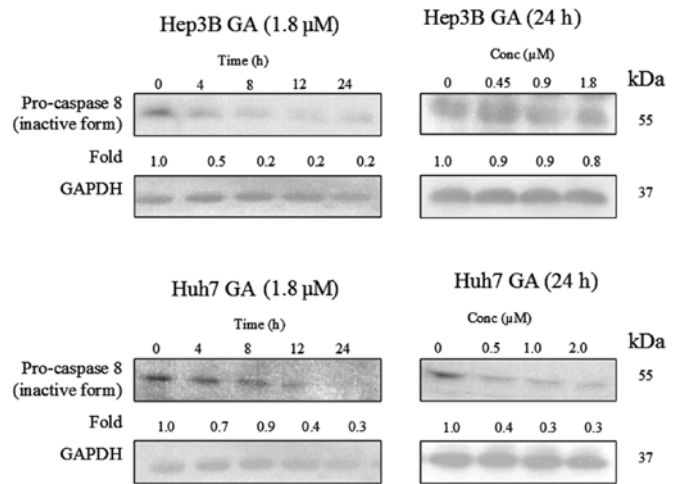 Hep3B GA (1.8 µM)
Time (h)
0 4 8 12 24
Pro-caspase 8
(inactive form)
Fold
1.0 0.5 0.2 0.2 0.2
GAPDH
Hep3B GA (24 h)
Conc (µM)
0 0.45 0.9 1.8
kDa
55
1.0 0.9 0.9 0.8
37
Huh7 GA (1.8 µM)
Time (h)
0 4 8 12 24
Pro-caspase 8
(inactive form)
Fold
1.0 0.7 0.9 0.4 0.3
GAPDH
Huh7 GA (24 h)
Conc (µM)
0 0.5 1.0 2.0
kDa
55
1.0 0.4 0.3 0.3
37